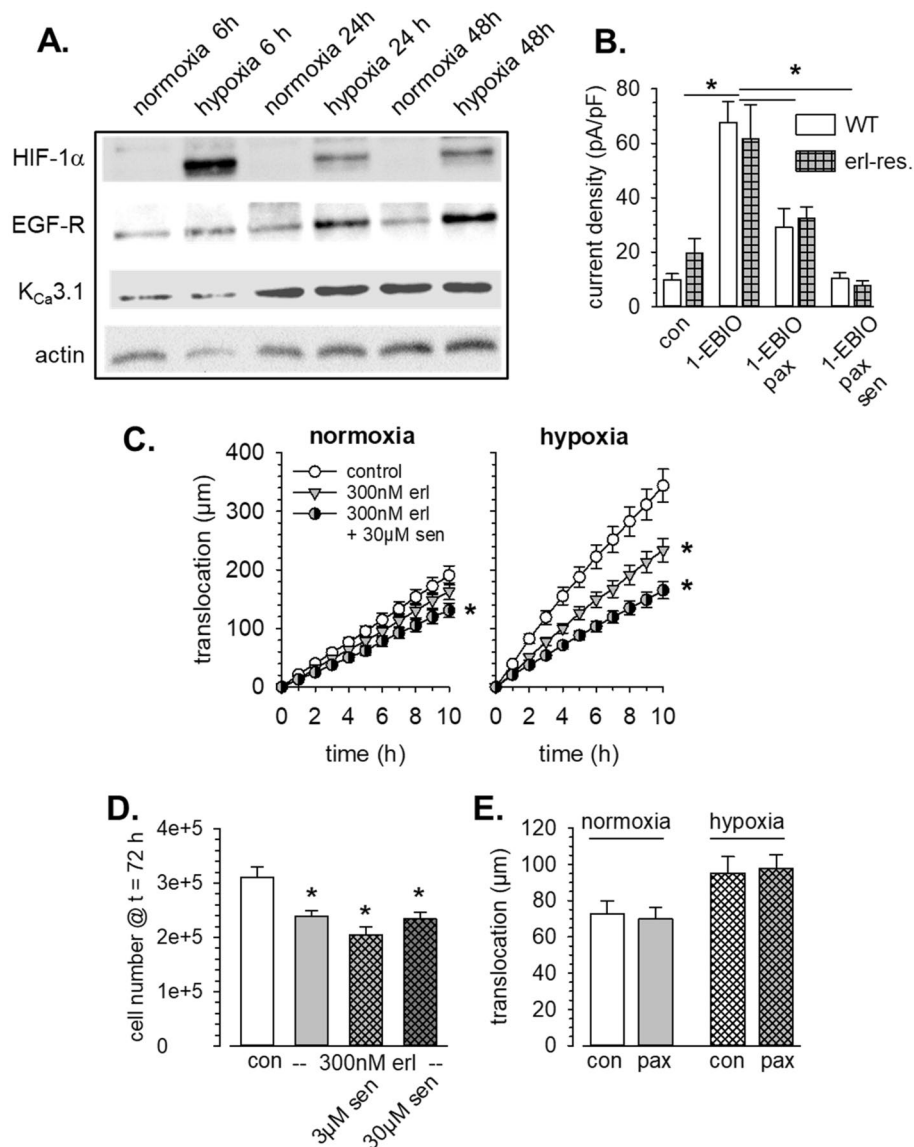 A.
normoxia 6h
hypoxia 6 h
normoxia 24h
hypoxia 24 h
normoxia 48h
hypoxia 48h
HIF-1α
EGF-R
KCa3.1
actin
B.
* *
80
60
40
20
0
current density (pA/pF)
WT
erl-res.
con
1-EBIO
1-EBIO
pax
1-EBIO
pax
sen
C.
normoxia
hypoxia
400
300
200
100
0
translocation (µm)
control
300nM erl
300nM erl
+ 30µM sen
*
*
*
0 2 4 6 8 10
0 2 4 6 8 10
time (h)
time (h)
D.
4e+5
3e+5
2e+5
1e+5
0
cell number @ t = 72 h
* * *
con -- 300nM erl --
3µM sen
30µM sen
E.
normoxia
hypoxia
120
100
80
60
40
20
0
translocation (µm)
con pax con pax